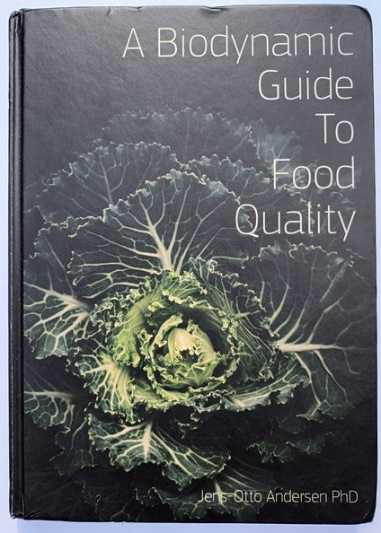 A Biodynamic
Guide
To
Food
Quality
Jens-Otto Andersen PhD